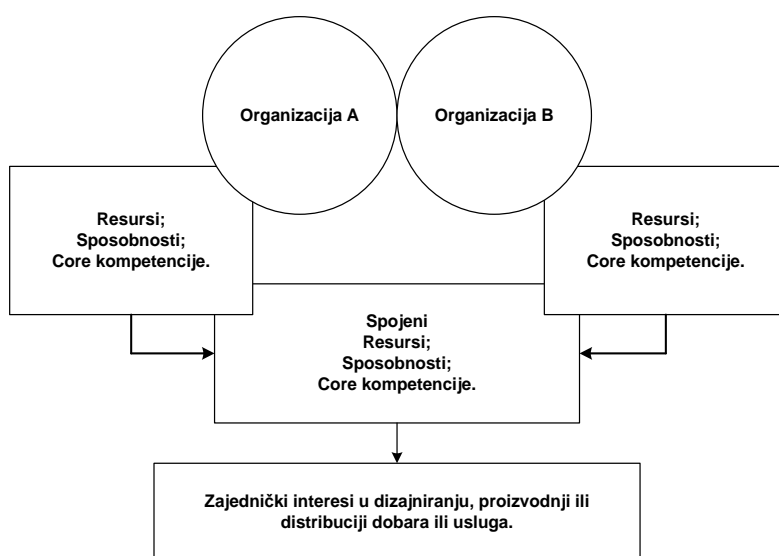 Organizacija A
Organizacija B
Resursi;
Sposobnosti;
Core kompetencije.
Resursi;
Sposobnosti;
Core kompetencije.
Spojeni
Resursi;
Sposobnosti;
Core kompetencije.
Zajednički interesi u dizajniranju, proizvodnji ili
distribuciji dobara ili usluga.